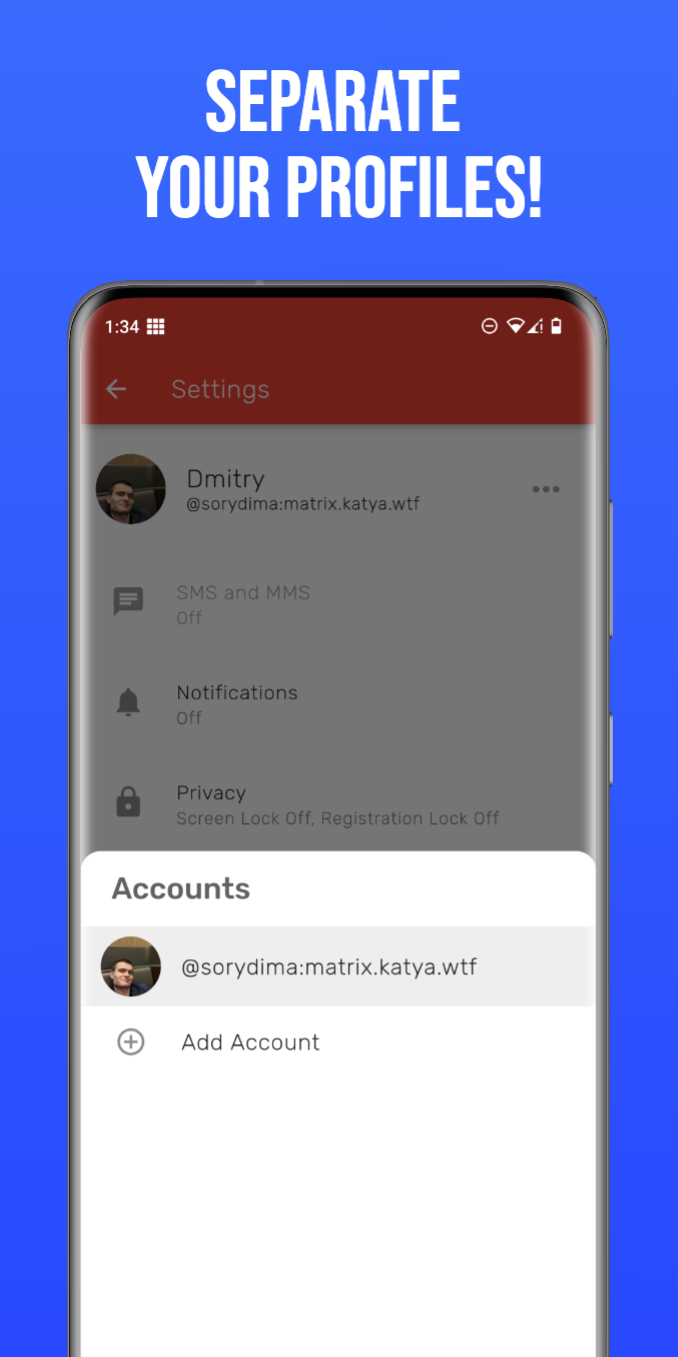 SEPARATE
YOUR PROFILES!
1:34
Settings
Dmitry
@sorydima:matrix.katya.wtf
SMS and MMS
Off
Notifications
Off
Privacy
Screen Lock Off, Registration Lock Off
Accounts
@sorydima:matrix.katya.wtf
Add Account